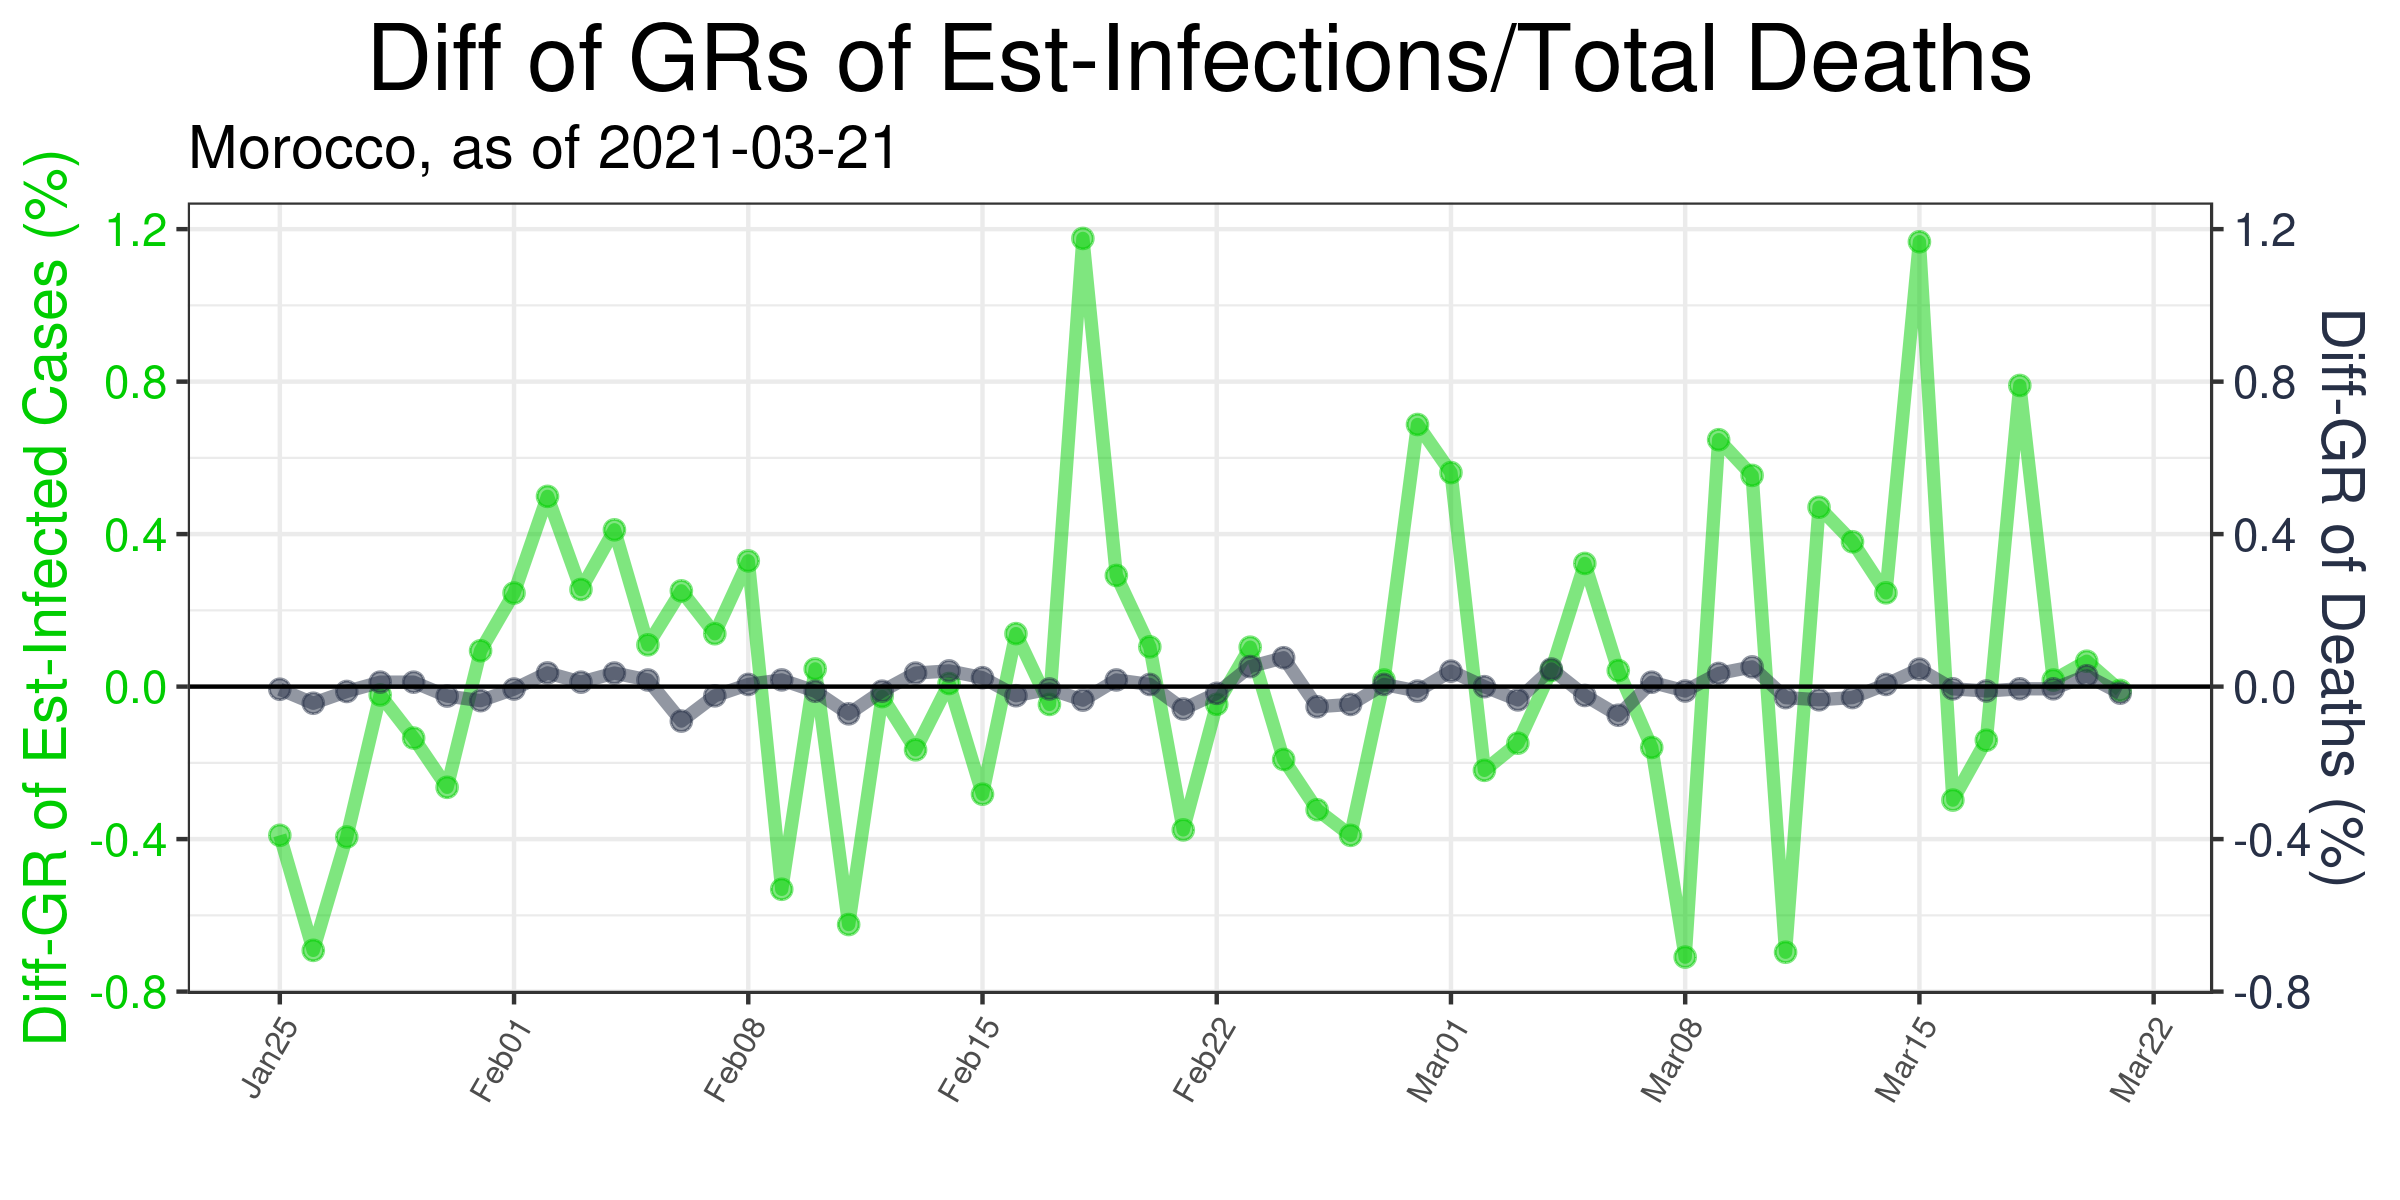 Diff of GRs of Est-Infections/Total Deaths
Morocco, as of 2021-03-21
Diff-GR of Est-Infected Cases (%)
1.2
0.8
0.4
0.0
-0.4
-0.8
1.2
0.8
0.4
0.0
-0.4
-0.8
Diff-GR of Deaths (%)
Jan25
Feb01
Feb08
Feb15
Feb22
Mar01
Mar08
Mar15
Mar22